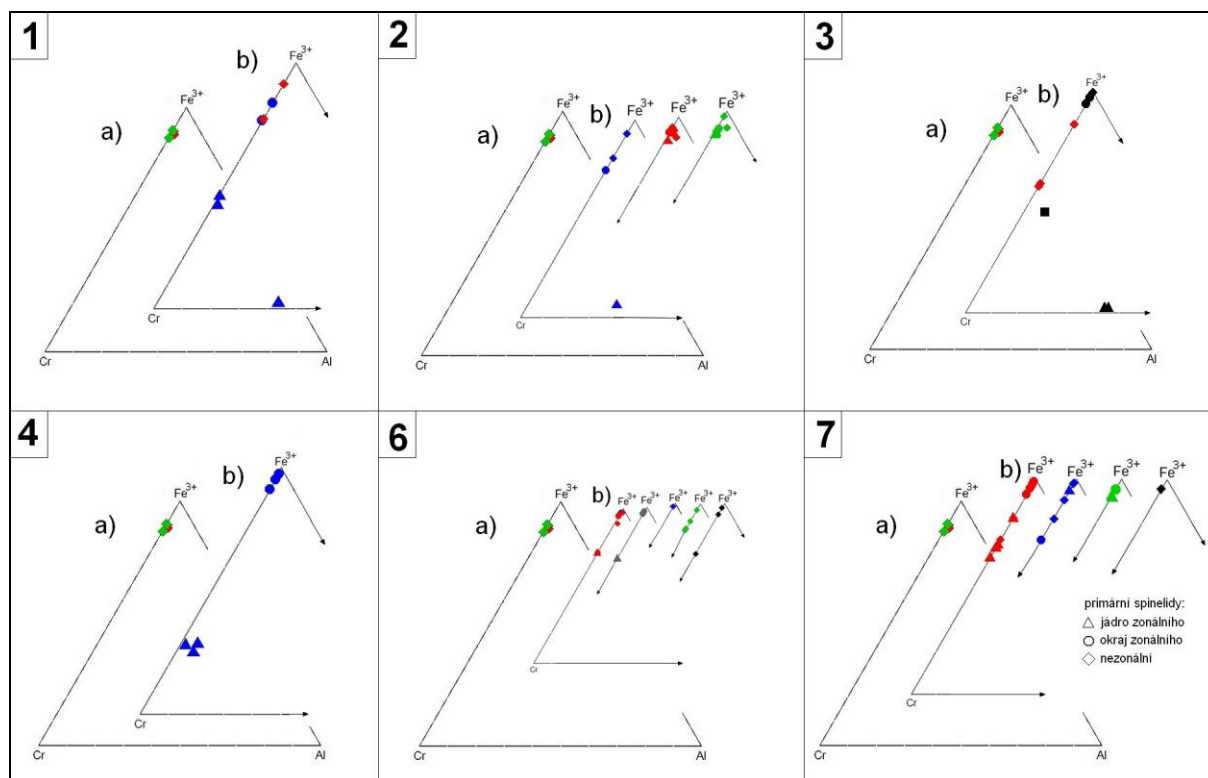 1
a)
Fe3+
b)
Fe3+
Cr
Cr
Al
2
a)
Fe3+
b)
Fe3+
Fe3+
Fe3+
Cr
Cr
Al
3
a)
Fe3+
b)
Fe3+
Cr
Cr
Al
4
a)
Fe3+
b)
Fe3+
Cr
Cr
Al
6
a)
Fe3+
b)
Fe3+
Fe3+
Fe3+
Fe3+
Fe3+
Cr
Cr
Al
7
a)
Fe3+
b)
Fe3+
Fe3+
Fe3+
Fe3+
Cr
Cr
Al
primární spinelidy:
jádro zonálního
okraj zonálního
nezonální